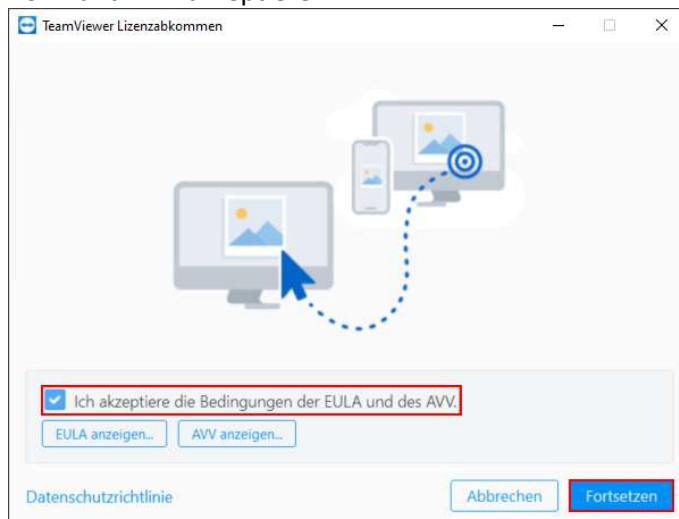 TeamViewer Lizenzabkommen
Ich akzeptiere die Bedingungen der EULA und des AVV.
EULA anzeigen... AVV anzeigen...
Datenschutzrichtlinie Abbrechen Fortsetzen